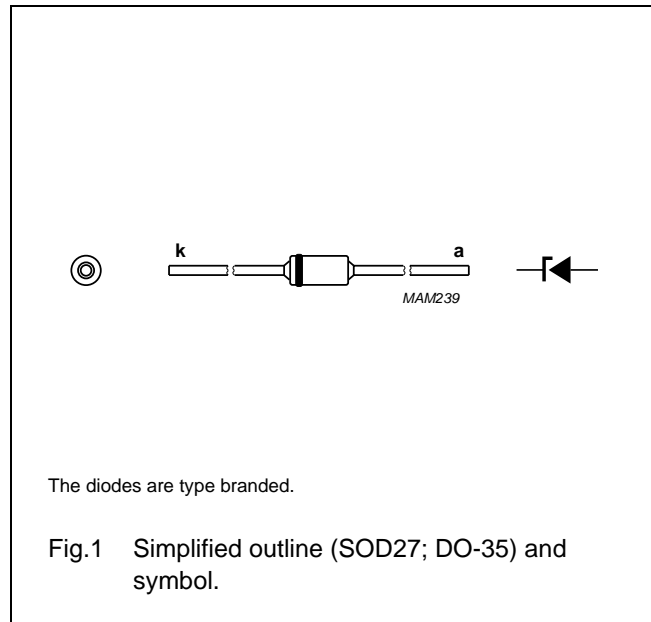 k
a
MAM239
The diodes are type branded.
Fig.1 Simplified outline (SOD27; DO-35) and
symbol.